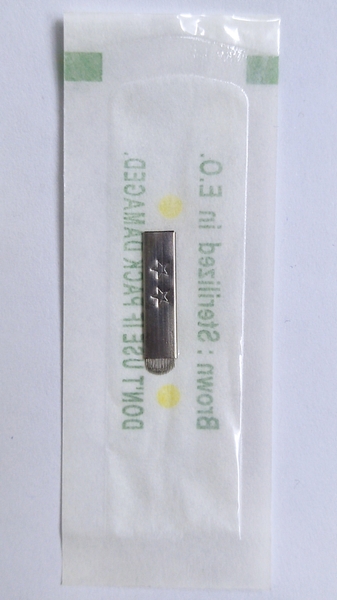 DON'T USE IF PACK DAMAGED.
Brown : Sterilized in E.O.